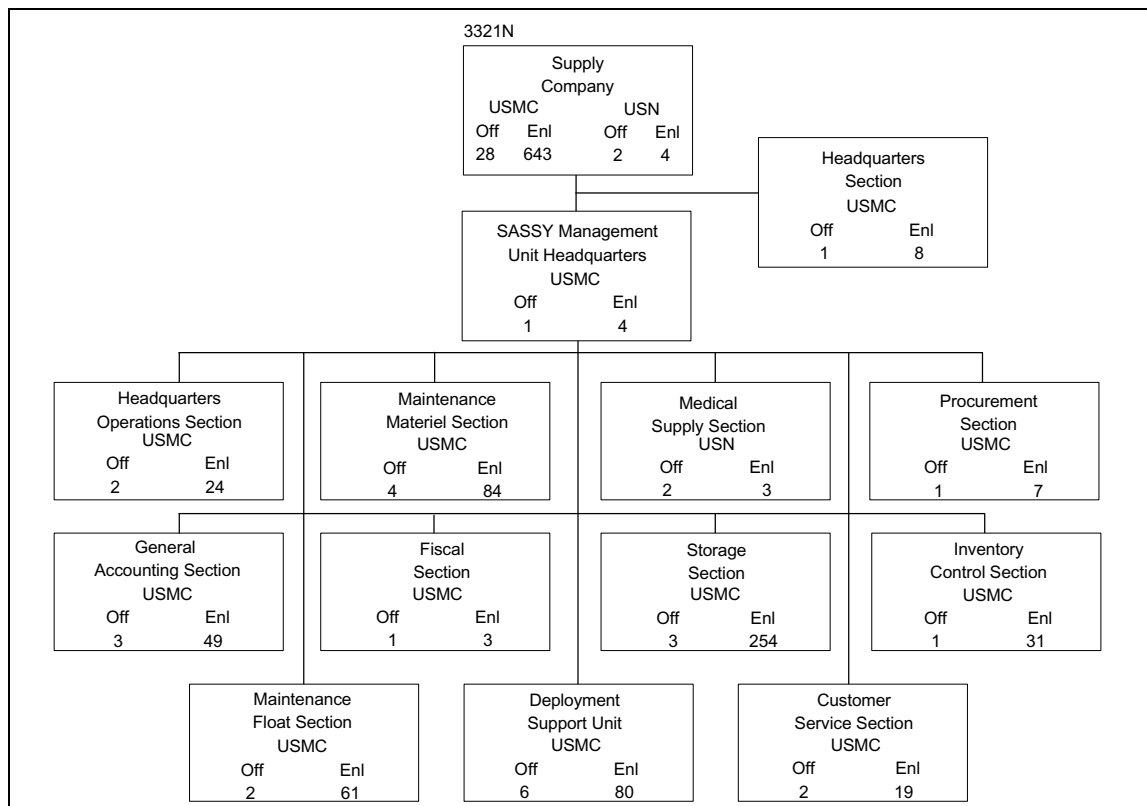 3321N
Supply
Company
USMC USN
Off Enl Off Enl
28 643 2 4
Headquarters
Section
USMC
Off Enl
1 8
SASSY Management
Unit Headquarters
USMC
Off Enl
1 4
Headquarters
Operations Section
USMC
Off Enl
2 24
Maintenance
Materiel Section
USMC
Off Enl
4 84
Medical
Supply Section
USN
Off Enl
2 3
Procurement
Section
USMC
Off Enl
1 7
General
Accounting Section
USMC
Off Enl
3 49
Fiscal
Section
USMC
Off Enl
1 3
Storage
Section
USMC
Off Enl
3 254
Inventory
Control Section
USMC
Off Enl
1 31
Maintenance
Float Section
USMC
Off Enl
2 61
Deployment
Support Unit
USMC
Off Enl
6 80
Customer
Service Section
USMC
Off Enl
2 19